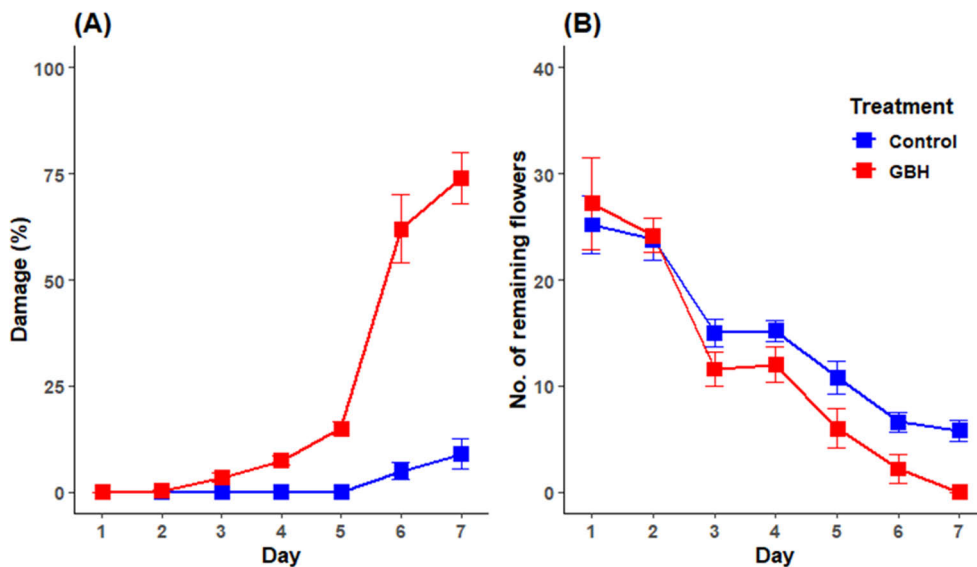 (A)
Damage (%)
100
75
50
25
0
1 2 3 4 5 6 7
Day
(B)
No. of remaining flowers
40
30
20
10
0
1 2 3 4 5 6 7
Day
Treatment
Control
GBH